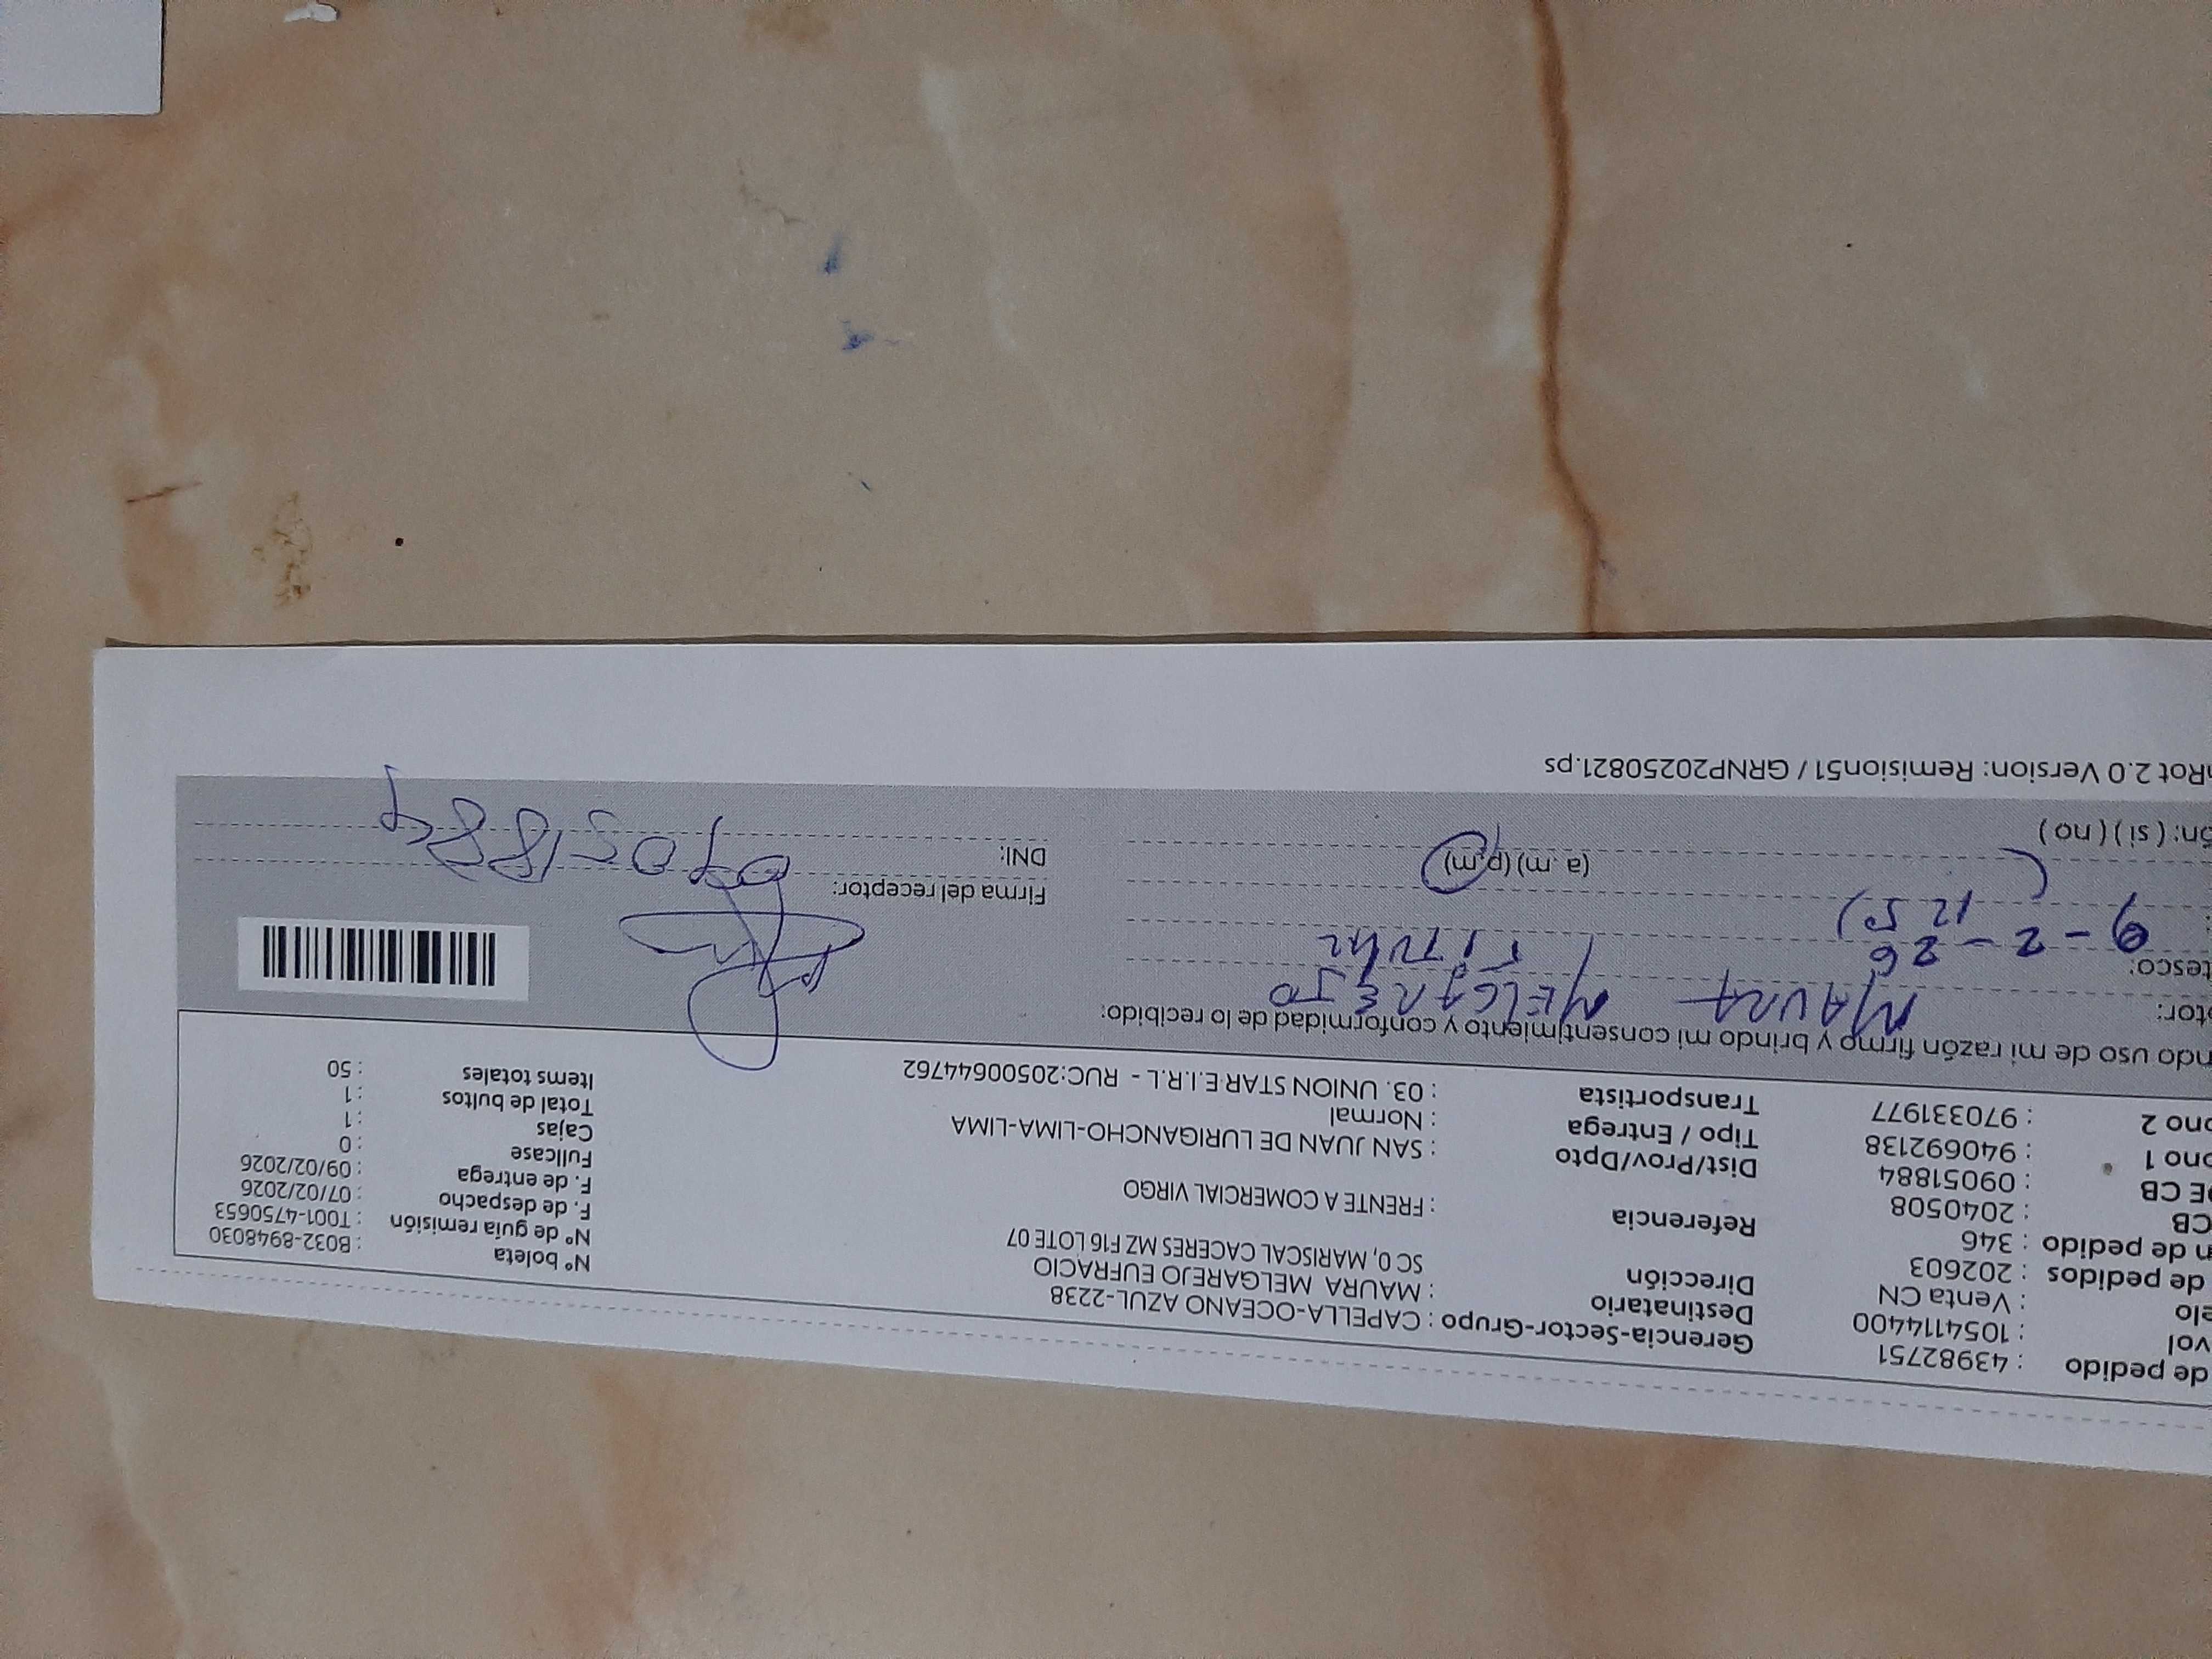 de pedido : 43982751 Gerencia-Sector-Grupo : CAPELLA-OCEANO AZUL-2238 Nº boleta : B032-8948030
vol : 1054114400 Destinatario : MAURA MELGAREJO EUFRACIO Nº de guía remisión : T001-4750653
elo : Venta CN Dirección SC 0, MARISCAL CACERES MZ F16 LOTE 07 F. de despacho : 07/02/2026
de pedidos : 202603 F. de entrega : 09/02/2026
n de pedido : 346 Referencia : FRENTE A COMERCIAL VIRGO Fullcase : 0
CB : 2040508 Cajas : 1
DE CB : 09051884 Dist/Prov/Dpto : SAN JUAN DE LURIGANCHO-LIMA-LIMA Total de bultos : 1
ono 1 : 940692138 Tipo / Entrega : Normal Items totales : 50
ono 2 : 970331977 Transportista : 03. UNION STAR E.I.R.L - RUC:20500644762
ndo uso de mi razón firmo y brindo mi consentimiento y conformidad de lo recibido:
otor: MAURA MELGAREJO
tesco: TITULAR
9-2-26
12 50 (a. m) (p.m) Firma del receptor:
ón: ( si ) ( no ) DNI: 09051884
Rot 2.0 Version: Remision51 / GRNP20250821.ps